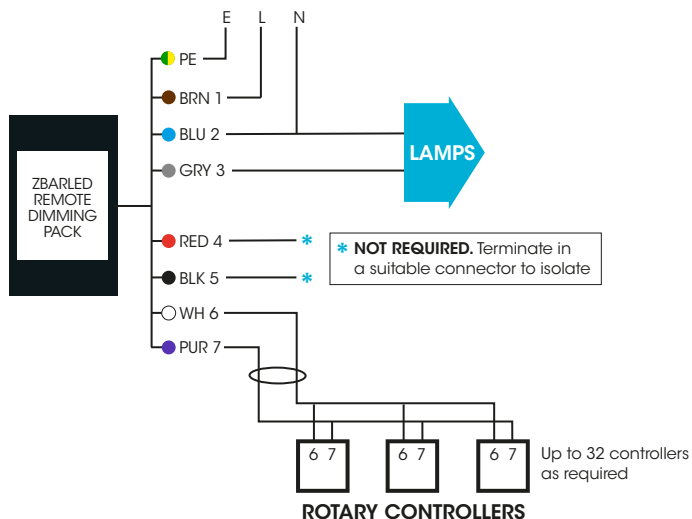 E L N
PE
BRN 1
BLU 2
GRY 3
LAMPS
ZBARLED
REMOTE
DIMMING
PACK
RED 4 *
* NOT REQUIRED. Terminate in
a suitable connector to isolate
BLK 5 *
WH 6
PUR 7
6 7 6 7 6 7
Up to 32 controllers
as required
ROTARY CONTROLLERS